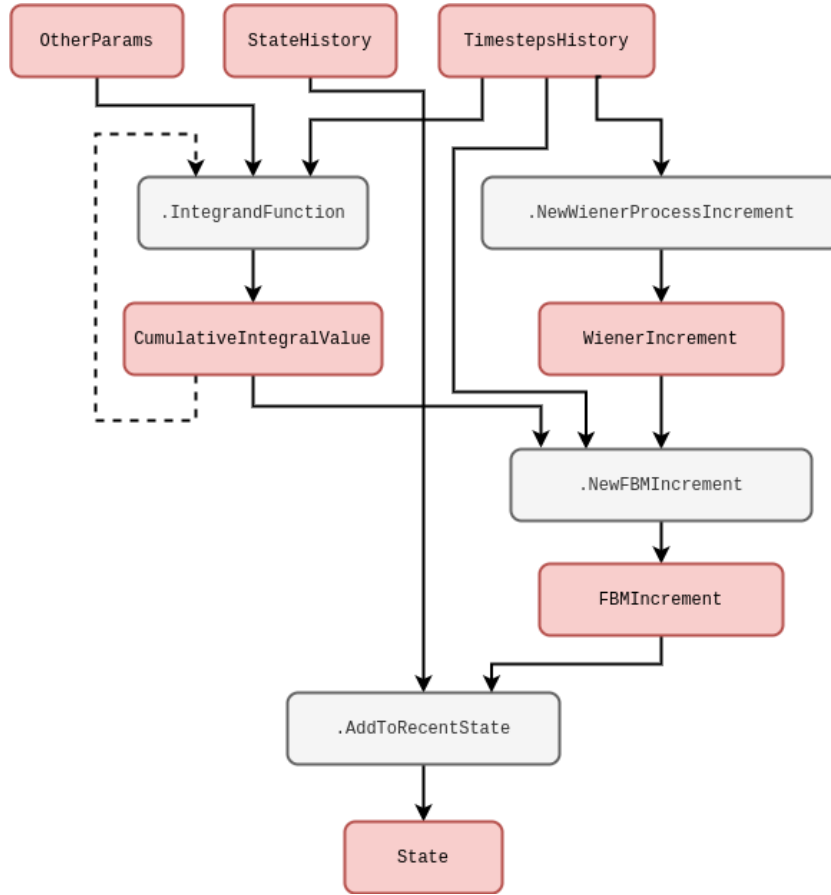 OtherParams
StateHistory
TimestepsHistory
.IntegrandFunction
.NewWienerProcessIncrement
CumulativeIntegralValue
WienerIncrement
.NewFBMIncrement
FBMIncrement
.AddToRecentState
State